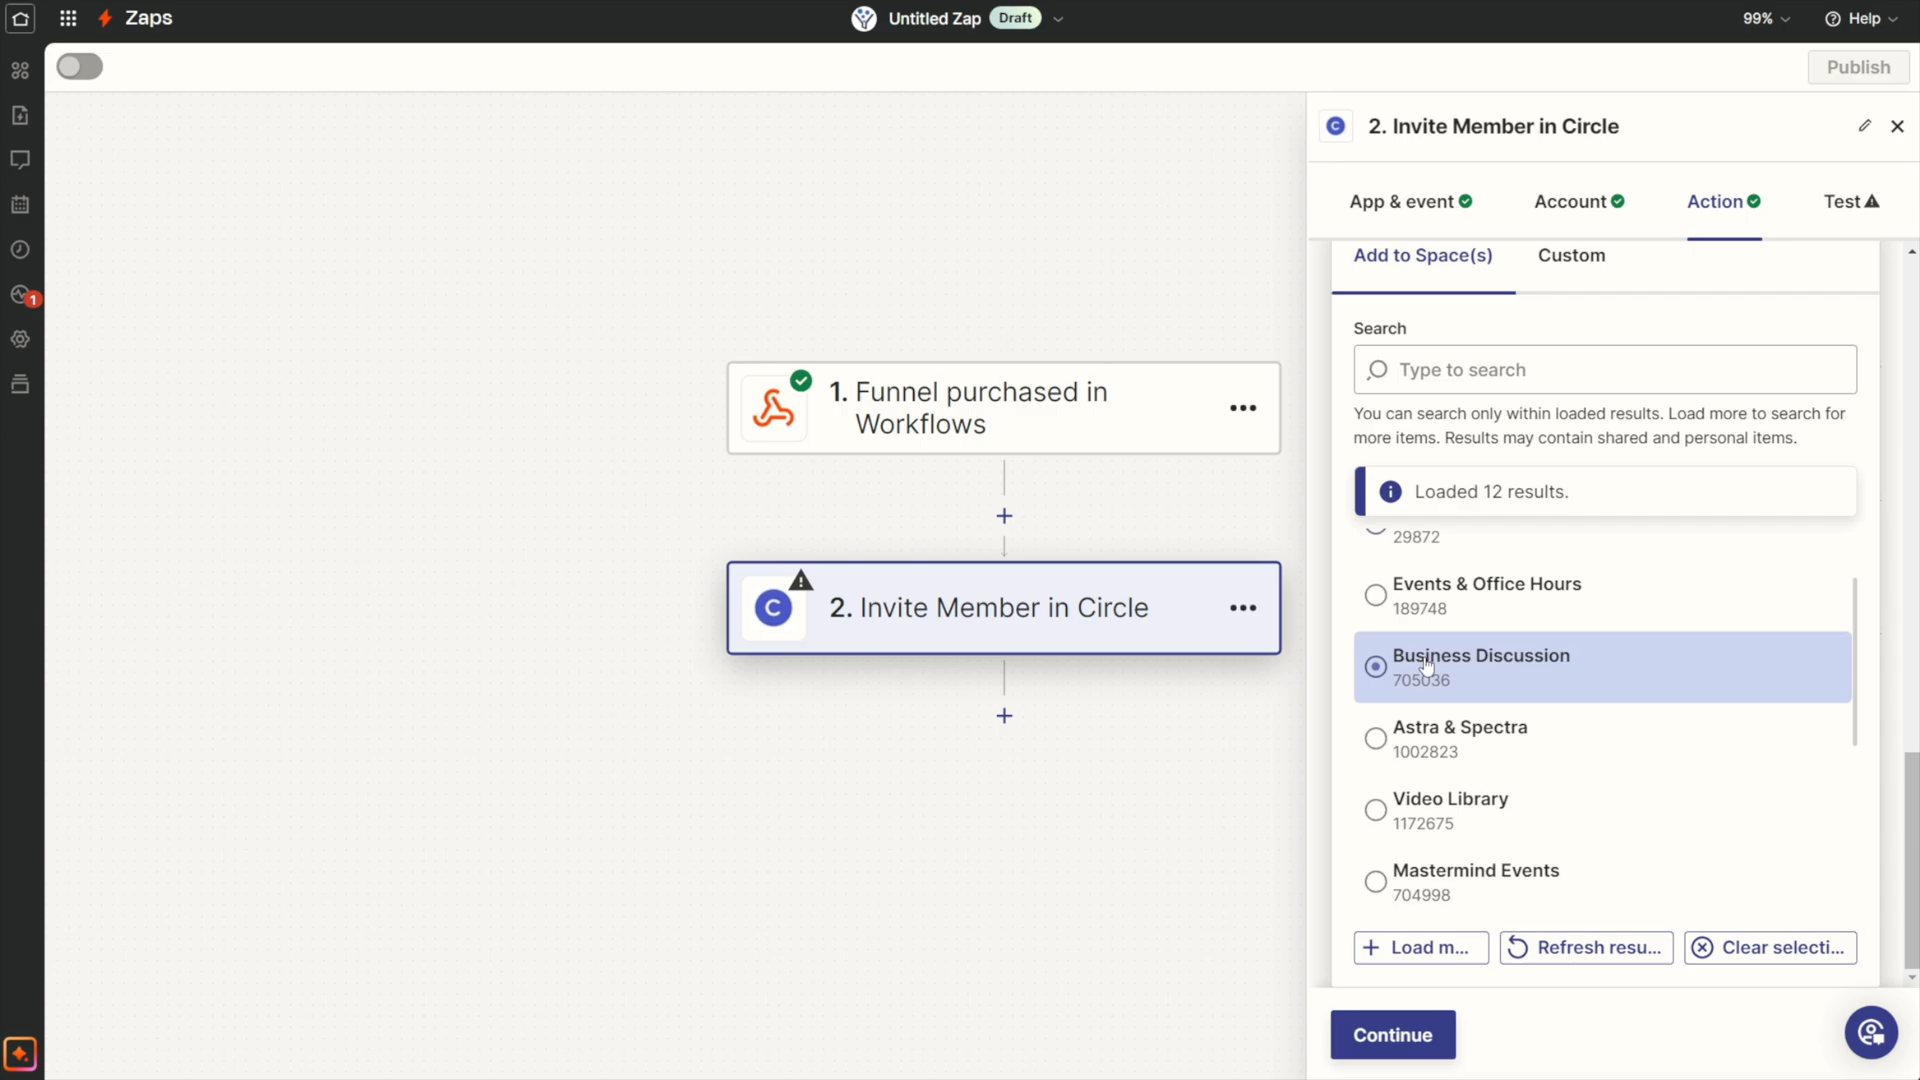 Zaps
Untitled Zap Draft
99%
Help
Publish
1
2. Invite Member in Circle
App & event
Account
Action
Test
Add to Space(s)
Custom
Search
Type to search
You can search only within loaded results. Load more to search for
more items. Results may contain shared and personal items.
Loaded 12 results.
29872
Events & Office Hours
189748
Business Discussion
705036
Astra & Spectra
1002823
Video Library
1172675
Mastermind Events
704998
Load m...
Refresh resu...
Clear selecti...
Continue
1. Funnel purchased in
Workflows
2. Invite Member in Circle